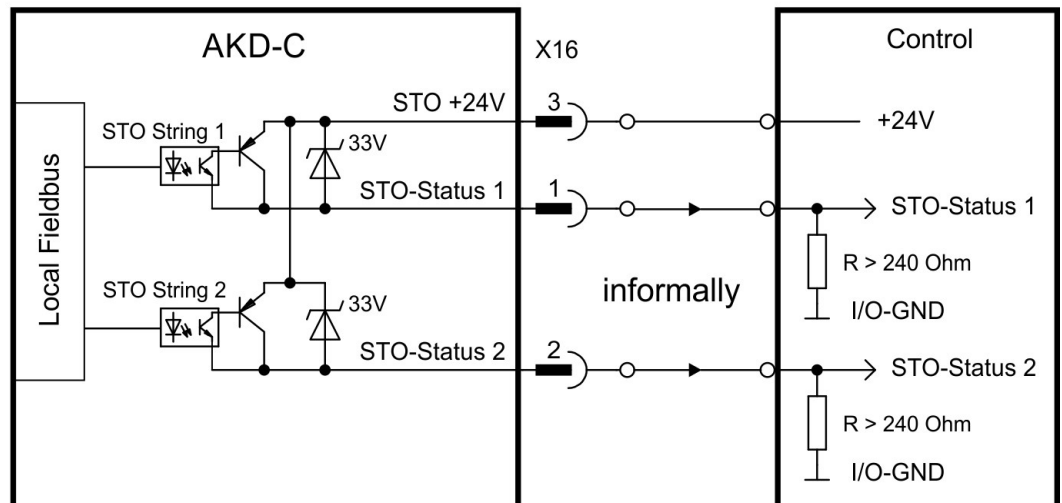 AKD-C
X16
Control
STO +24V
3
+24V
STO String 1
33V
STO-Status 1
1
STO-Status 1
Local Fieldbus
R > 240 Ohm
informally
I/O-GND
STO String 2
33V
STO-Status 2
2
STO-Status 2
R > 240 Ohm
I/O-GND